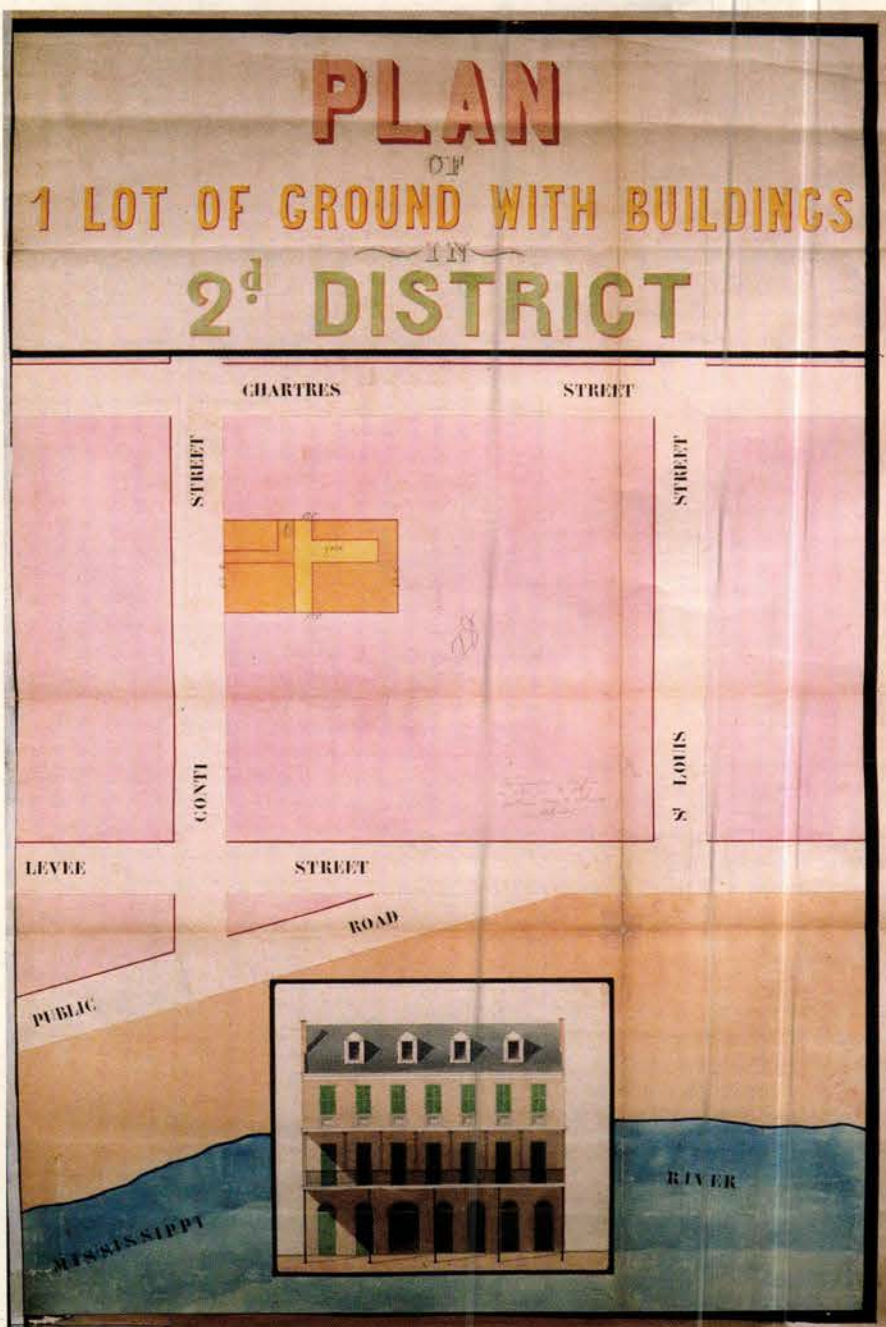 PLAN
OF
1 LOT OF GROUND WITH BUILDINGS
IN
2d. DISTRICT
CHARTRES STREET
STREET
STREET
CONTI
St LOUIS
LEVEE STREET
ROAD
PUBLIC
RIVER
MISSISSIPPI